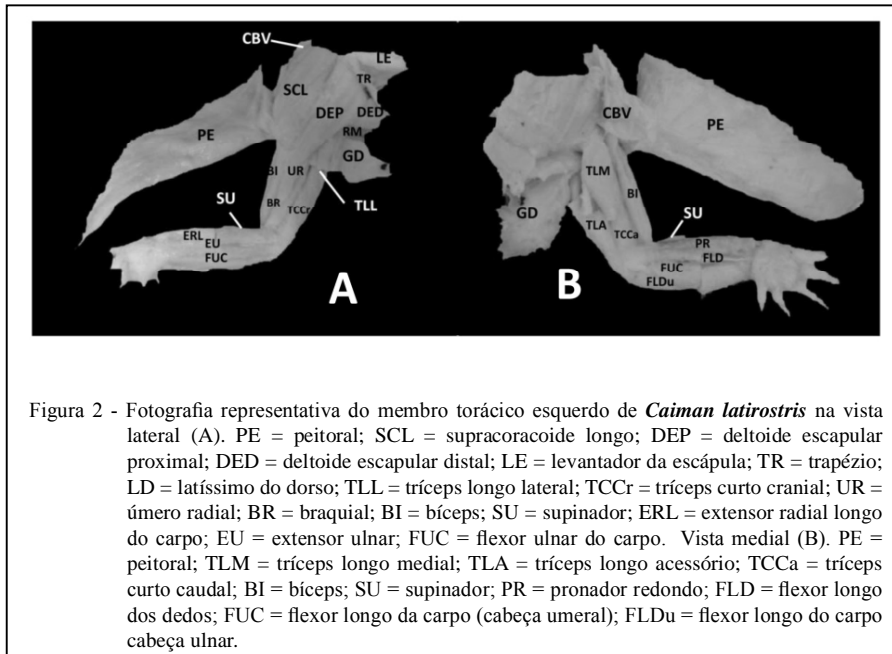 CBV
LE
SCL
TR
DEP
DED
PE
RM
GD
BI
UR
TLL
SU
BR
TCCr
ERL
EU
FUC
A
CBV
PE
TLM
BI
GD
SU
TLA
TCCa
PR
FLD
FUC
FLDu
B
Figura 2 - Fotografia representativa do membro torácico esquerdo de Caiman latirostris na vista
lateral (A). PE = peitoral; SCL = supracoracoide longo; DEP = deltoide escapular
proximal; DED = deltoide escapular distal; LE = levantador da escápula; TR = trapézio;
LD = latíssimo do dorso; TLL = tríceps longo lateral; TCCr = tríceps curto cranial; UR =
úmero radial; BR = braquial; BI = bíceps; SU = supinador; ERL = extensor radial longo
do carpo; EU = extensor ulnar; FUC = flexor ulnar do carpo. Vista medial (B). PE =
peitoral; TLM = tríceps longo medial; TLA = tríceps longo acessório; TCCa = tríceps
curto caudal; BI = bíceps; SU = supinador; PR = pronador redondo; FLD = flexor longo
dos dedos; FUC = flexor longo da carpo (cabeça umeral); FLDu = flexor longo do carpo
cabeça ulnar.